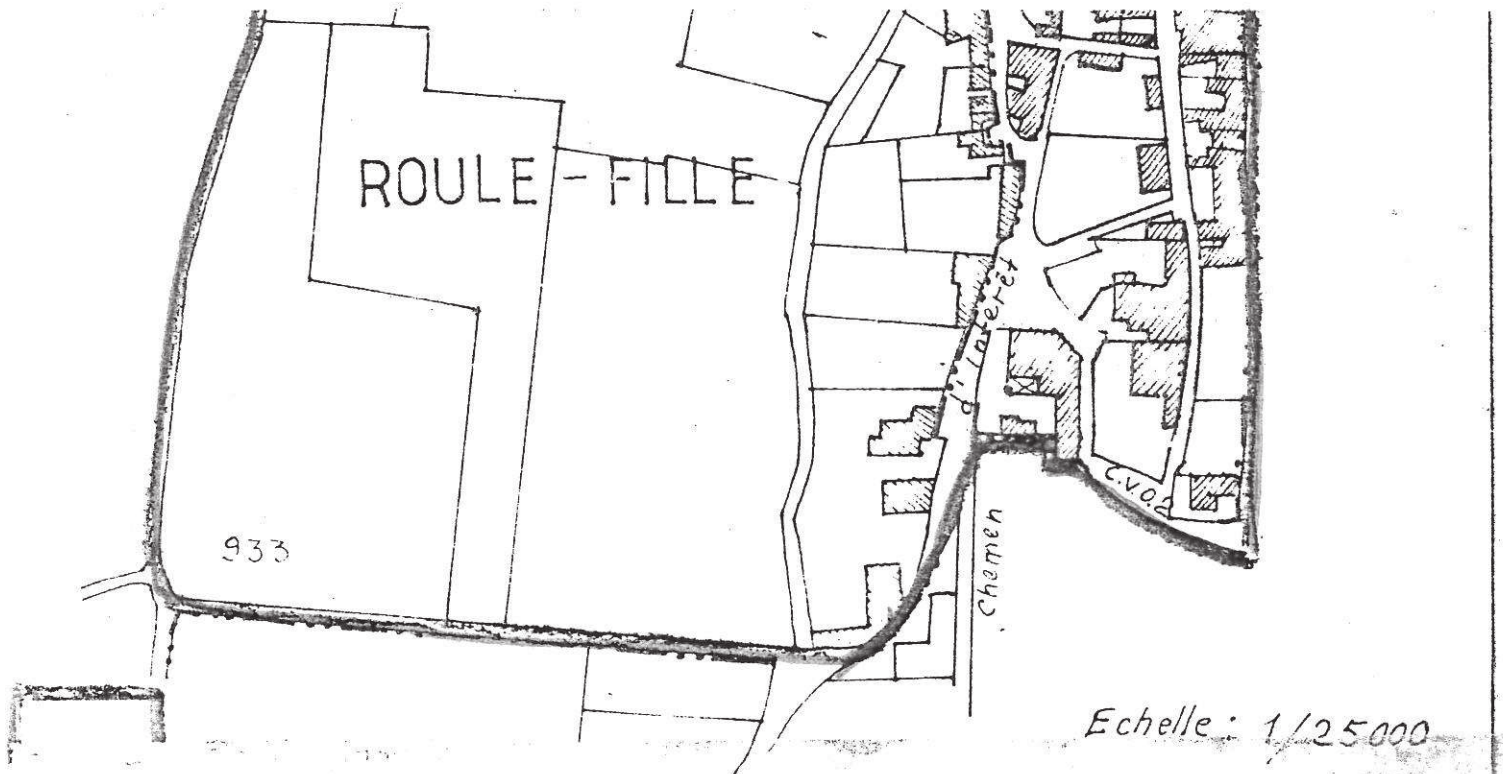 ROULE - FILLE
d'Intérêt
C.V.O.2
933
Chemen
Echelle : 1/25000